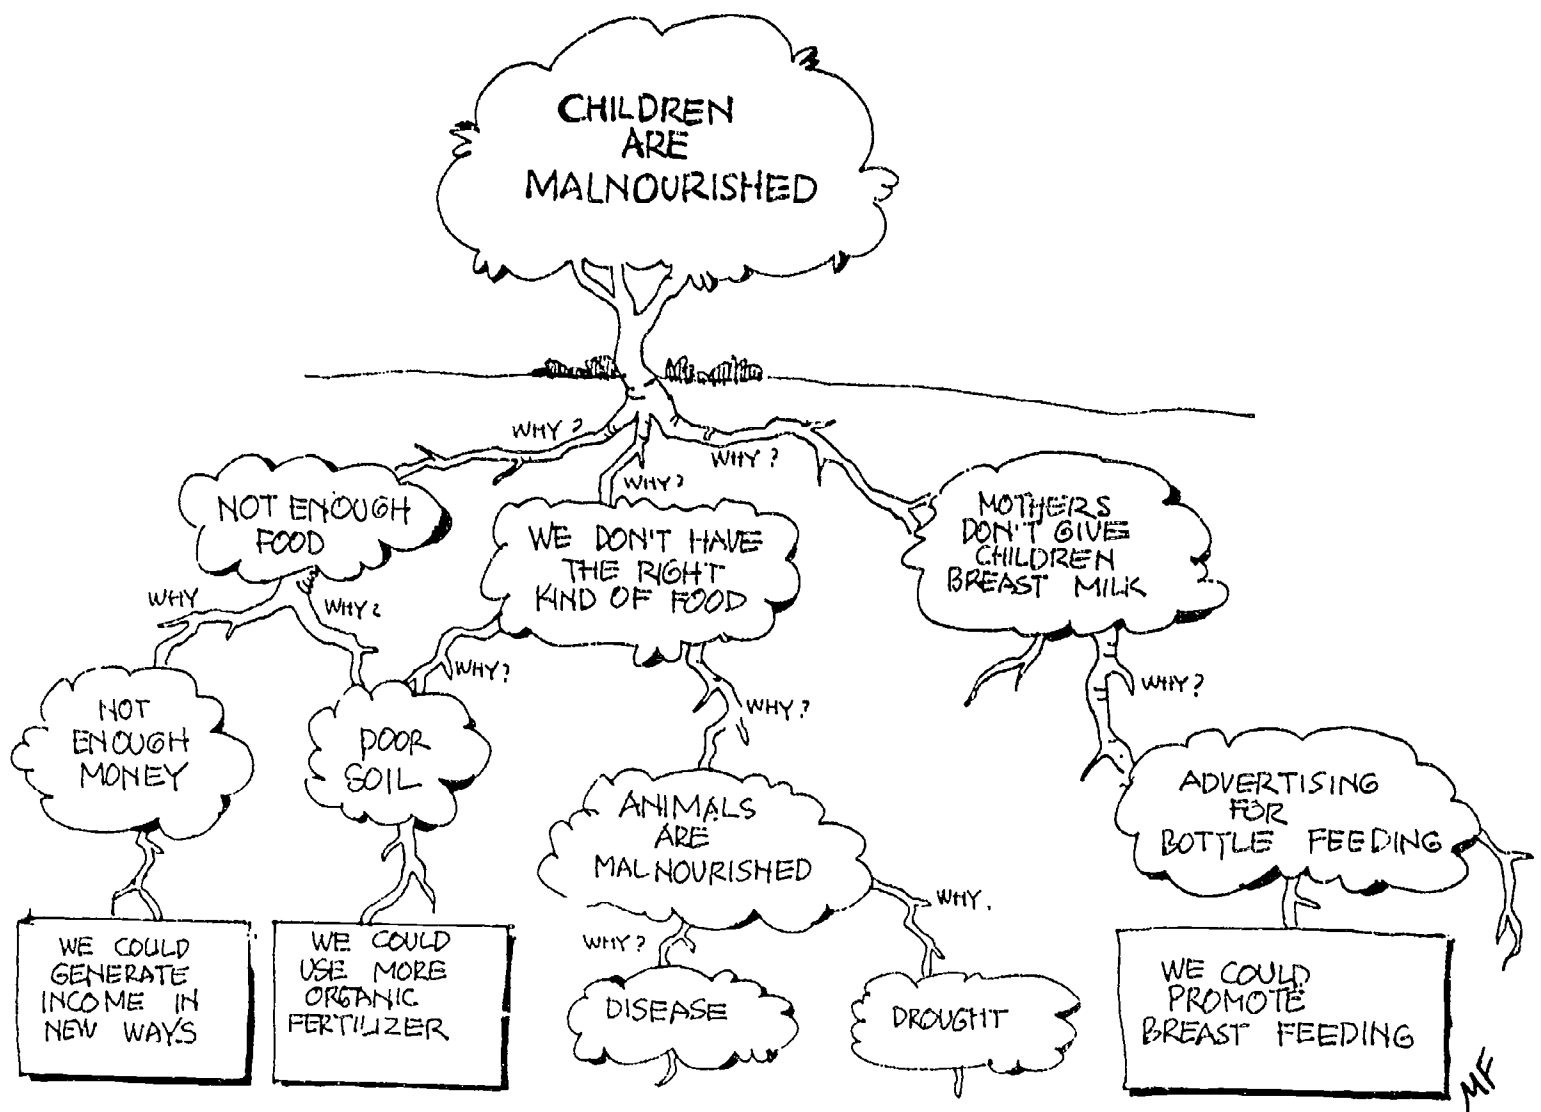 CHILDREN
ARE
MALNOURISHED
WHY?
WHY?
WHY?
NOT ENOUGH
FOOD
WE DON'T HAVE
THE RIGHT
KIND OF FOOD
MOTHERS
DON'T GIVE
CHILDREN
BREAST MILK
WHY
WHY?
WHY?
WHY?
WHY?
NOT
ENOUGH
MONEY
POOR
SOIL
ANIMALS
ARE
MALNOURISHED
ADVERTISING
FOR
BOTTLE FEEDING
WHY?
WHY.
WE COULD
GENERATE
INCOME IN
NEW WAYS
WE COULD
USE MORE
ORGANIC
FERTILIZER
DISEASE
DROUGHT
WE COULD
PROMOTE
BREAST FEEDING
MF